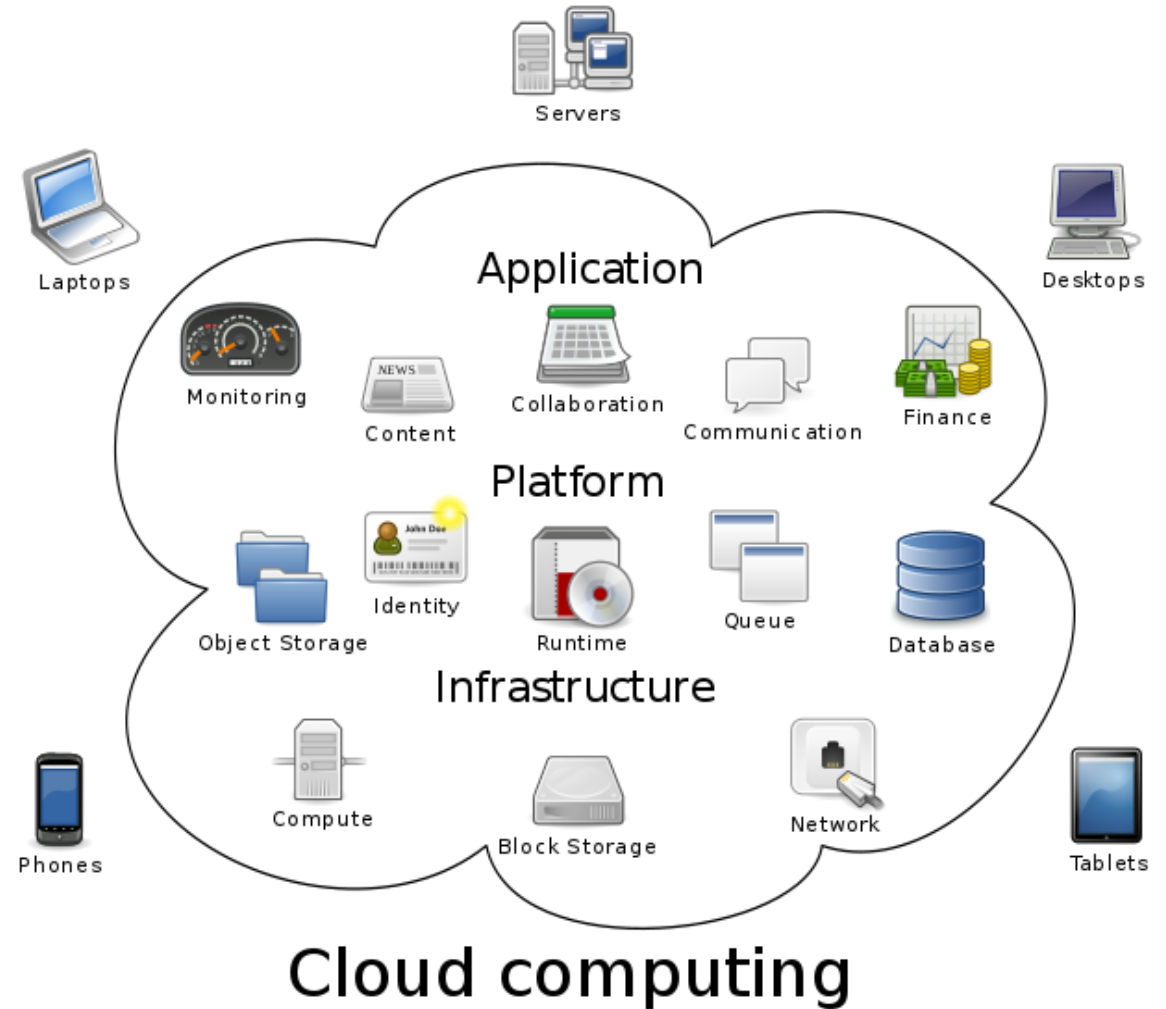 Servers
Laptops
Desktops
Application
Monitoring
NEWS
Content
Collaboration
Communication
Finance
Platform
Object Storage
John Doe
Identity
Runtime
Queue
Database
Infrastructure
Compute
Block Storage
Network
Phones
Tablets
Cloud computing